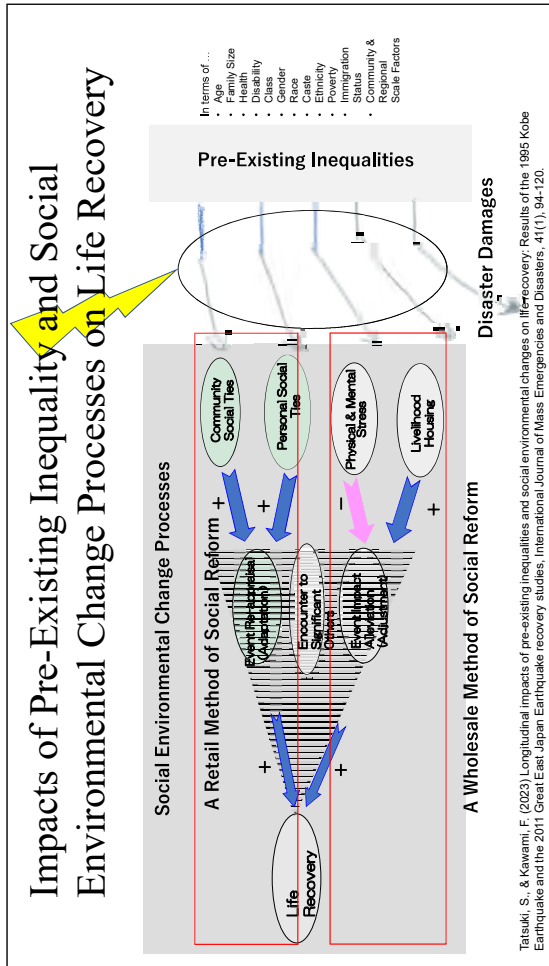 Impacts of Pre-Existing Inequality and Social
Environmental Change Processes on Life Recovery
Social Environmental Change Processes
A Retail Method of Social Reform
Life
Recovery
+
+
Event Re-appraisal
(Adaptation)
Encounter to
Significant
Others
Event Impact
Alleviation
(Adjustment)
+
+
−
+
Community
Social Ties
Personal Social
Ties
Physical & Mental
Stress
Livelihood
Housing
A Wholesale Method of Social Reform
Disaster Damages
Pre-Existing Inequalities
In terms of …
• Age
• Family Size
• Health
• Disability
• Class
• Gender
• Race
• Caste
• Ethnicity
• Poverty
• Immigration
Status
• Community &
Regional
Scale Factors
Tatsuki, S., & Kawami, F. (2023) Longitudinal impacts of pre-existing inequalities and social environmental changes on life recovery: Results of the 1995 Kobe
Earthquake and the 2011 Great East Japan Earthquake recovery studies, International Journal of Mass Emergencies and Disasters, 41(1), 94-120.